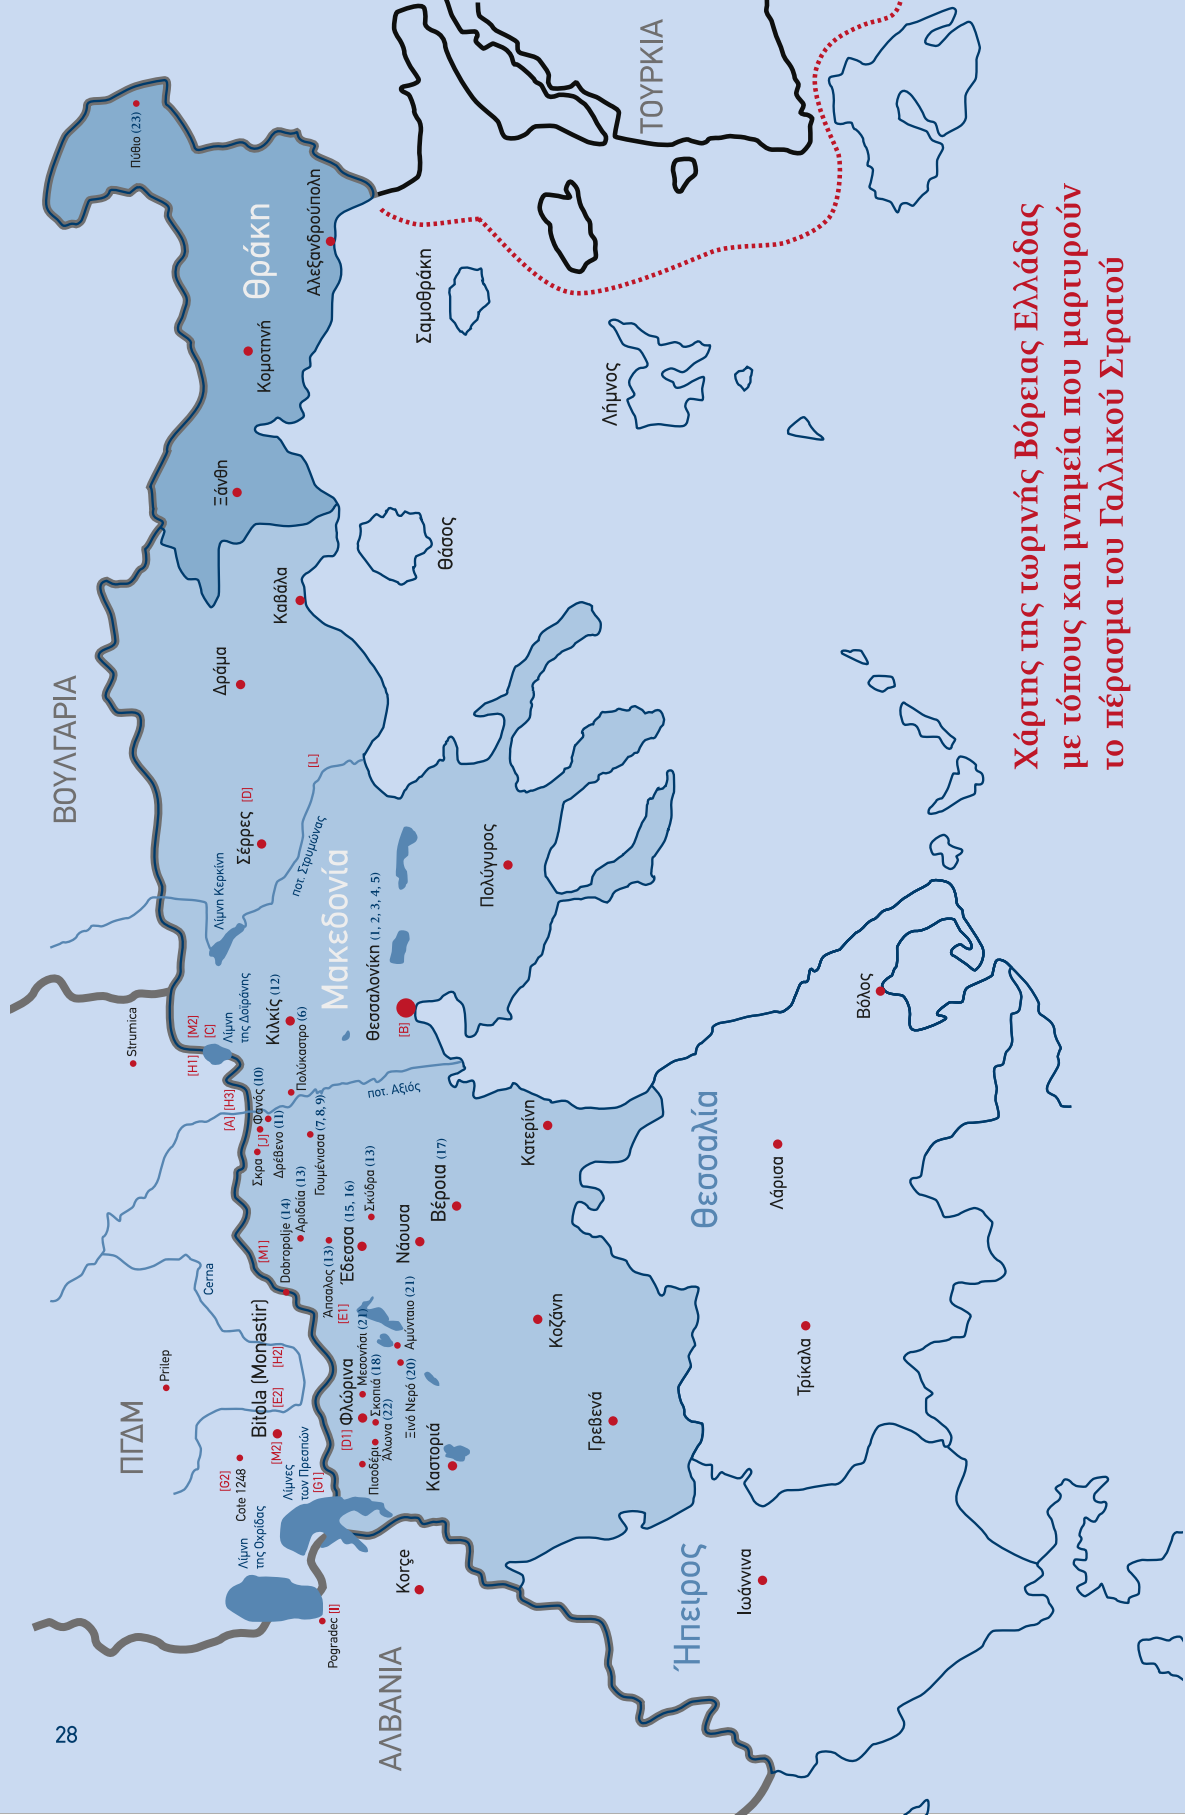 28
ΒΟΥΛΓΑΡΙΑ
ΠΓΔΜ
ΑΛΒΑΝΙΑ
ΤΟΥΡΚΙΑ
Θράκη
Πύθιο (23)
Αλεξανδρούπολη
Κομοτηνή
Ξάνθη
Σαμοθράκη
Λήμνος
Θάσος
Μακεδονία
Καβάλα
Δράμα
Σέρρες [D]
[L]
ποτ. Στρυμώνας
Λίμνη Κερκίνη
Πολύγυρος
Θεσσαλονίκη (1, 2, 3, 4, 5)
[B]
Κιλκίς (12)
Πολύκαστρο (6)
Λίμνη
της Δοϊράνης
[M2]
[C]
[H1]
Strumica
ποτ. Αξιός
[A] [H3]
Φανός (10)
Σκρα
[J]
Δρέβενο (11)
Γουμένισσα (7, 8, 9)
Αριδαία (13)
Dobropolje (14)
[M1]
Σκύδρα (13)
Έδεσσα (15, 16)
Άψαλος (13)
Βέροια (17)
Νάουσα
Κατερίνη
[E1]
Cerna
Prilep
Bitola (Monastir)
[H2]
[E2]
[M2]
[G2]
Cote 1248
Λίμνη
της Οχρίδας
Λίμνες
των Πρεσπών
[G1]
Φλώρινα
[D1]
Μεσονήσι (21)
Σκοπιά (18)
Άλωνα (22)
Πισοδέρι
Αμύνταιο (21)
Ξινό Νερό (20)
Καστοριά
Κοζάνη
Γρεβενά
Korçe
Pogradec [I]
Θεσσαλία
Βόλος
Λάρισα
Τρίκαλα
Ήπειρος
Ιωάννινα
Χάρτης της τωρινής Βόρειας Ελλάδας
με τόπους και μνημεία που μαρτυρούν
το πέρασμα του Γαλλικού Στρατού